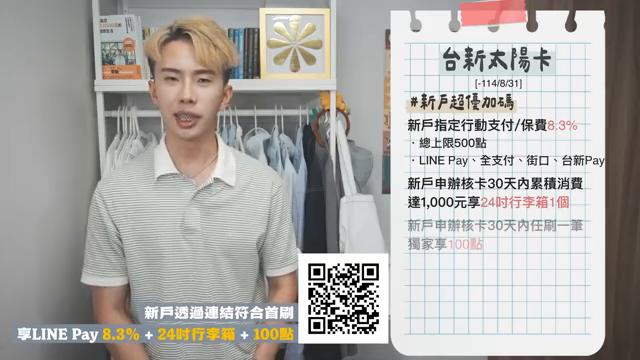 台新太陽卡
[-114/8/31]
#新戶超優加碼
新戶指定行動支付/保費8.3%
·總上限500點
·LINE Pay、全支付、街口、台新Pay
新戶申辦核卡30天內累積消費
達1,000元享24吋行李箱1個
新戶申辦核卡30天內任刷一筆
獨家享100點
新戶透過連結符合首刷
享LINE Pay 8.3% + 24吋行李箱 + 100點